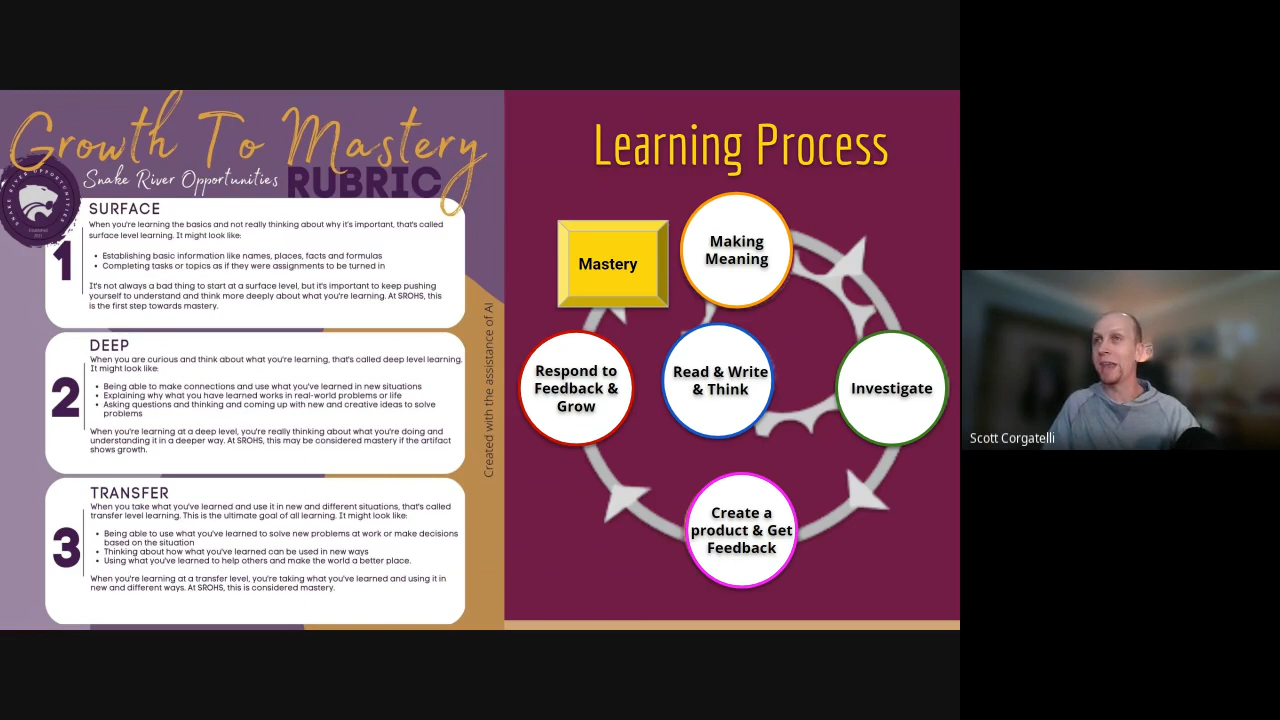 Growth To Mastery
Snake River Opportunities RUBRIC
SNAKE RIVER OPPORTUNITIES
1
SURFACE
When you're learning the basics and not really thinking about why it's important, that's called
surface level learning. It might look like:
Establishing basic information like names, places, facts and formulas
Completing tasks or topics as if they were assignments to be turned in
It's not always a bad thing to start at a surface level, but it's important to keep pushing
yourself to understand and think more deeply about what you're learning. At SROHS, this
is the first step towards mastery.
2
DEEP
When you are curious and think about what you're learning, that's called deep level learning.
It might look like:
Being able to make connections and use what you've learned in new situations
Explaining why what you have learned works in real-world problems or life
Asking questions and thinking and coming up with new and creative ideas to solve
problems
When you're learning at a deep level, you're really thinking about what you're doing and
understanding it in a deeper way. At SROHS, this may be considered mastery if the artifact
shows growth.
3
TRANSFER
When you take what you've learned and use it in new and different situations, that's called
transfer level learning. This is the ultimate goal of all learning. It might look like:
Being able to use what you've learned to solve new problems at work or make decisions
based on the situation
Thinking about how what you've learned can be used in new ways
Using what you've learned to help others and make the world a better place.
When you're learning at a transfer level, you're taking what you've learned and using it in
new and different ways. At SROHS, this is considered mastery.
Created with the assistance of AI
Learning Process
Mastery
Making
Meaning
Respond to
Feedback &
Grow
Read & Write
& Think
Investigate
Create a
product & Get
Feedback
Scott Corgatelli